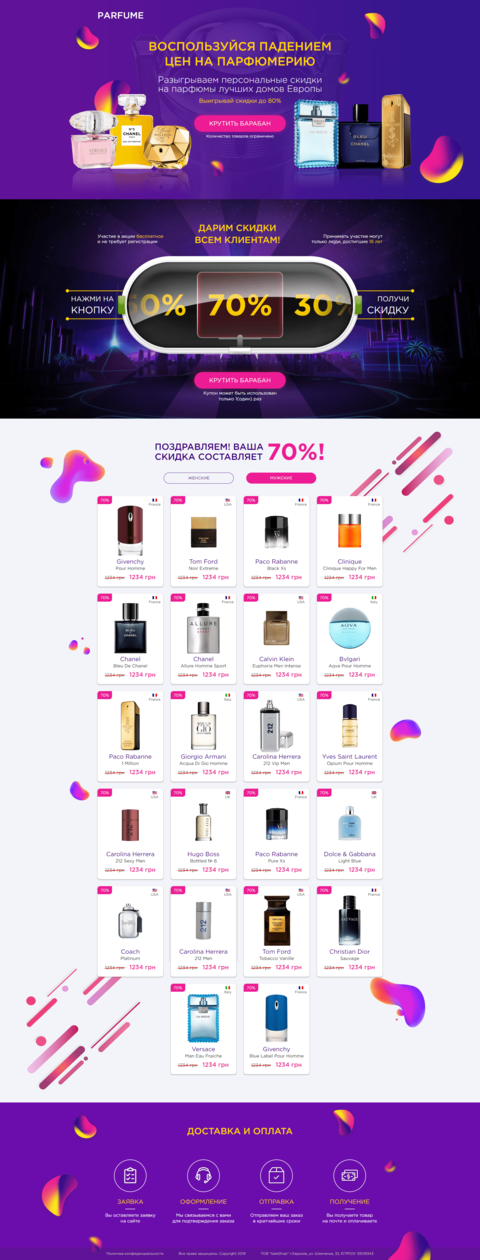 PARFUME
ВОСПОЛЬЗУЙСЯ ПАДЕНИЕМ
ЦЕН НА ПАРФЮМЕРИЮ
Разыгрываем персональные скидки
на парфюмы лучших домов Европы
Выигрывай скидки до 80%
КРУТИТЬ БАРАБАН
Количество товаров ограничено
N°5
CHANEL
BLEU
CHANEL
Участие в акции бесплатное
и не требует регистрации
ДАРИМ СКИДКИ
ВСЕМ КЛИЕНТАМ!
Принимать участие могут
только люди, достигшие 18 лет
НАЖМИ НА
КНОПКУ
50% 70% 30%
ПОЛУЧИ
СКИДКУ
КРУТИТЬ БАРАБАН
Купон может быть использован
только 1(один) раз
ПОЗДРАВЛЯЕМ! ВАША
СКИДКА СОСТАВЛЯЕТ 70%!
ЖЕНСКИЕ
МУЖСКИЕ
70% France 70% USA 70% France 70% France
Givenchy Tom Ford Paco Rabanne Clinique
Pour Homme Noir Extreme Black Xs Clinique Happy For Men
1234 грн 1234 грн 1234 грн 1234 грн 1234 грн 1234 грн 1234 грн 1234 грн
70% France 70% France 70% USA 70% Italy
Chanel Chanel Calvin Klein Bvlgari
Bleu De Chanel Allure Homme Sport Euphoria Men Intense Aqva Pour Homme
1234 грн 1234 грн 1234 грн 1234 грн 1234 грн 1234 грн 1234 грн 1234 грн
70% France 70% Italy 70% USA 70% France
Paco Rabanne Giorgio Armani Carolina Herrera Yves Saint Laurent
1 Million Acqua Di Gio Homme 212 Vip Men Opium Pour Homme
1234 грн 1234 грн 1234 грн 1234 грн 1234 грн 1234 грн 1234 грн 1234 грн
70% USA 70% UK 70% France 70% UK
Carolina Herrera Hugo Boss Paco Rabanne Dolce & Gabbana
212 Sexy Men Bottled № 6 Pure Xs Light Blue
1234 грн 1234 грн 1234 грн 1234 грн 1234 грн 1234 грн 1234 грн 1234 грн
70% USA 70% USA 70% USA 70% France
Coach Carolina Herrera Tom Ford Christian Dior
Platinum 212 Men Tobacco Vanille Sauvage
1234 грн 1234 грн 1234 грн 1234 грн 1234 грн 1234 грн 1234 грн 1234 грн
70% Italy 70% France
Versace Givenchy
Man Eau Fraiche Blue Label Pour Homme
1234 грн 1234 грн 1234 грн 1234 грн
ДОСТАВКА И ОПЛАТА
ЗАЯВКА ОФОРМЛЕНИЕ ОТПРАВКА ПОЛУЧЕНИЕ
Вы оставляете заявку Мы связываемся с вами Отправляем ваш заказ Вы получаете товар
на сайте для подтверждения заказа в кратчайшие сроки на почте и оплачиваете
Политика конфиденциальности Все права защищены. Copyright 2019